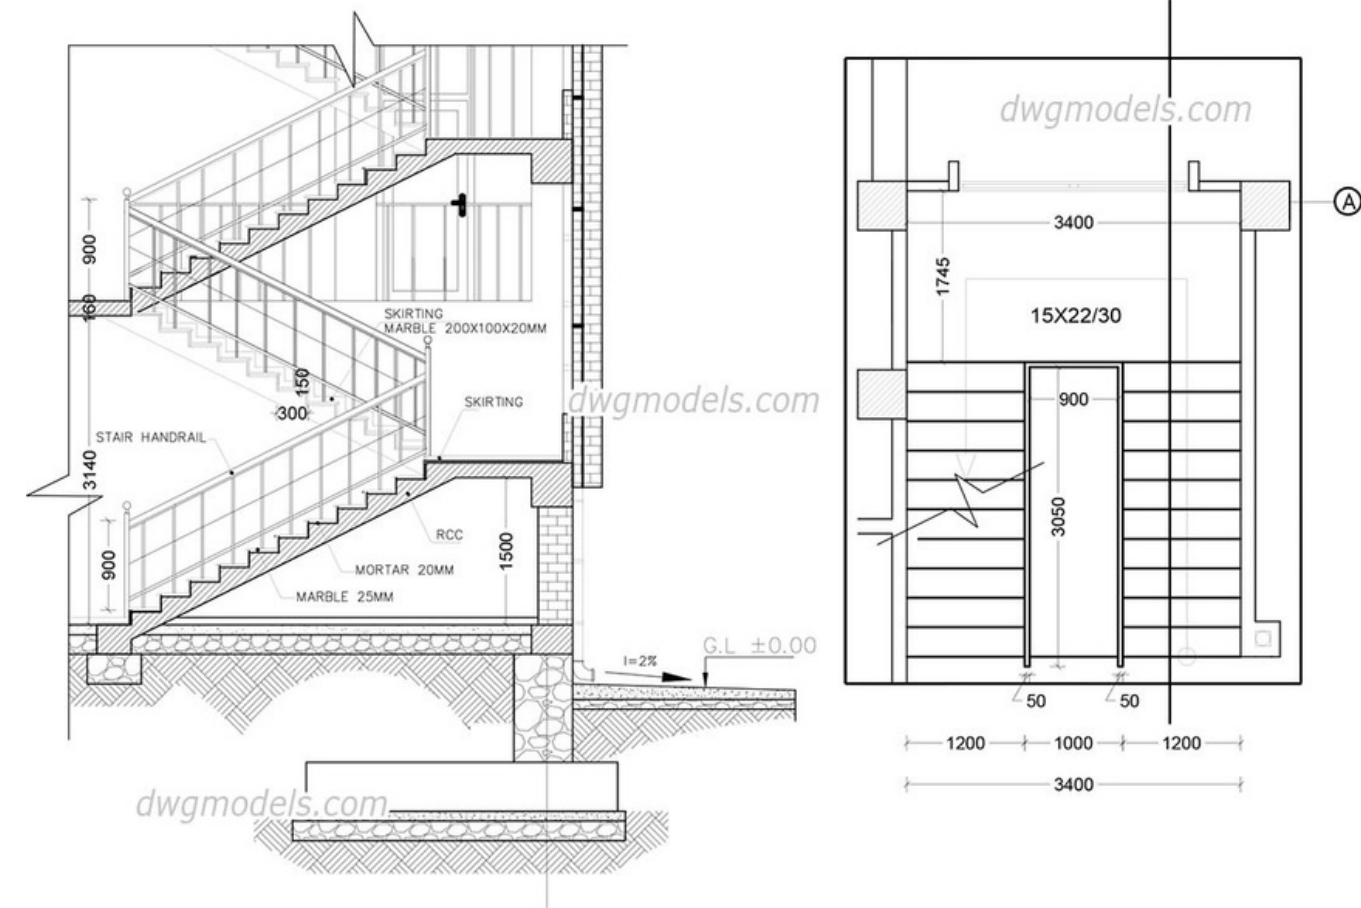 900
160
SKIRTING
MARBLE 200X100X20MM
150
300
SKIRTING
STAIR HANDRAIL
3140
900
RCC
1500
MORTAR 20MM
MARBLE 25MM
dwgmodels.com
G.L ±0.00
I=2%
dwgmodels.com
dwgmodels.com
A
3400
1745
15X22/30
900
3050
50
50
1200
1000
1200
3400